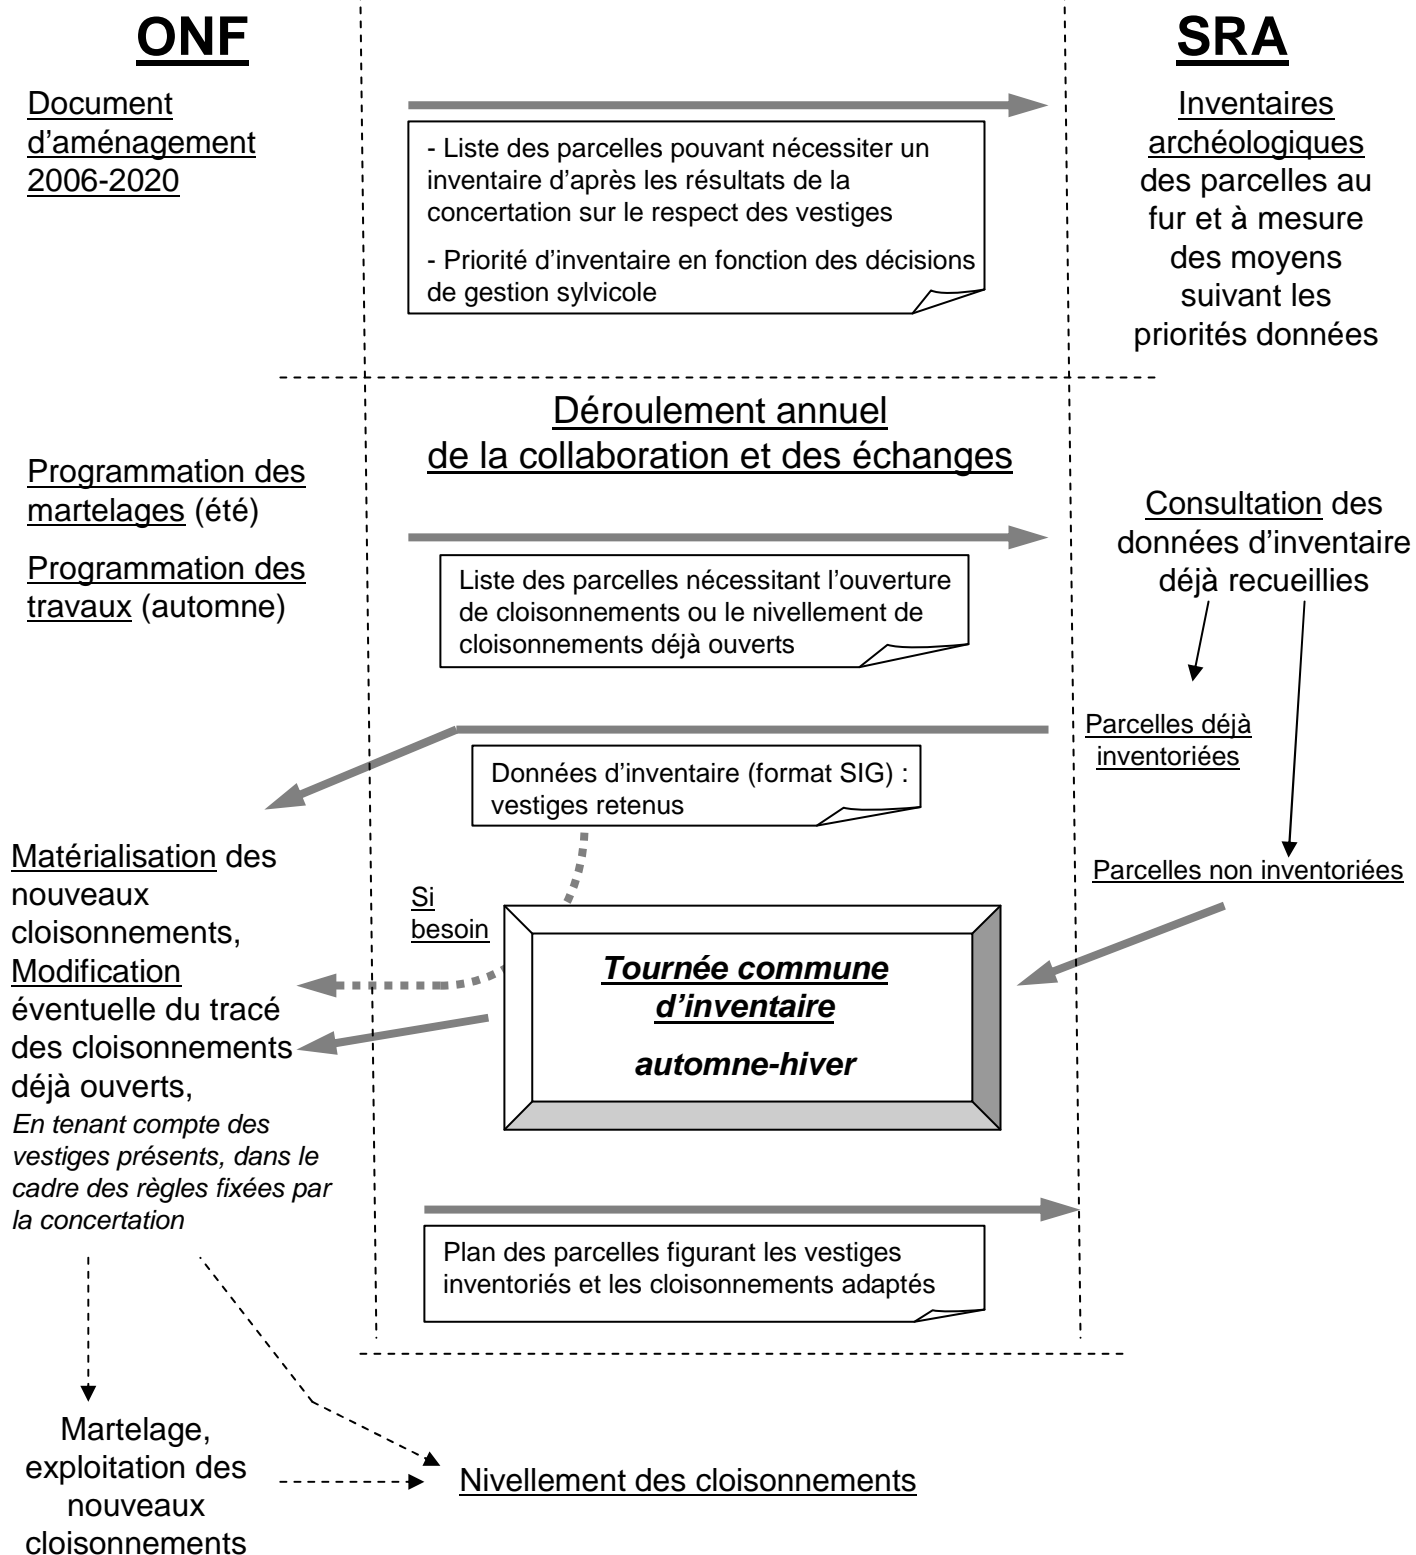 ONF
SRA
Document
d'aménagement
2006-2020
- Liste des parcelles pouvant nécessiter un
inventaire d'après les résultats de la
concertation sur le respect des vestiges
- Priorité d'inventaire en fonction des décisions
de gestion sylvicole
Inventaires
archéologiques
des parcelles au
fur et à mesure
des moyens
suivant les
priorités données
Déroulement annuel
de la collaboration et des échanges
Programmation des
martelages (été)
Programmation des
travaux (automne)
Liste des parcelles nécessitant l'ouverture
de cloisonnements ou le nivellement de
cloisonnements déjà ouverts
Consultation des
données d'inventaire
déjà recueillies
Parcelles déjà
inventoriées
Données d'inventaire (format SIG) :
vestiges retenus
Parcelles non inventoriées
Si
besoin
Tournée commune
d'inventaire
automne-hiver
Matérialisation des
nouveaux
cloisonnements,
Modification
éventuelle du tracé
des cloisonnements
déjà ouverts,
En tenant compte des
vestiges présents, dans le
cadre des règles fixées par
la concertation
Plan des parcelles figurant les vestiges
inventoriés et les cloisonnements adaptés
Martelage,
exploitation des
nouveaux
cloisonnements
Nivellement des cloisonnements